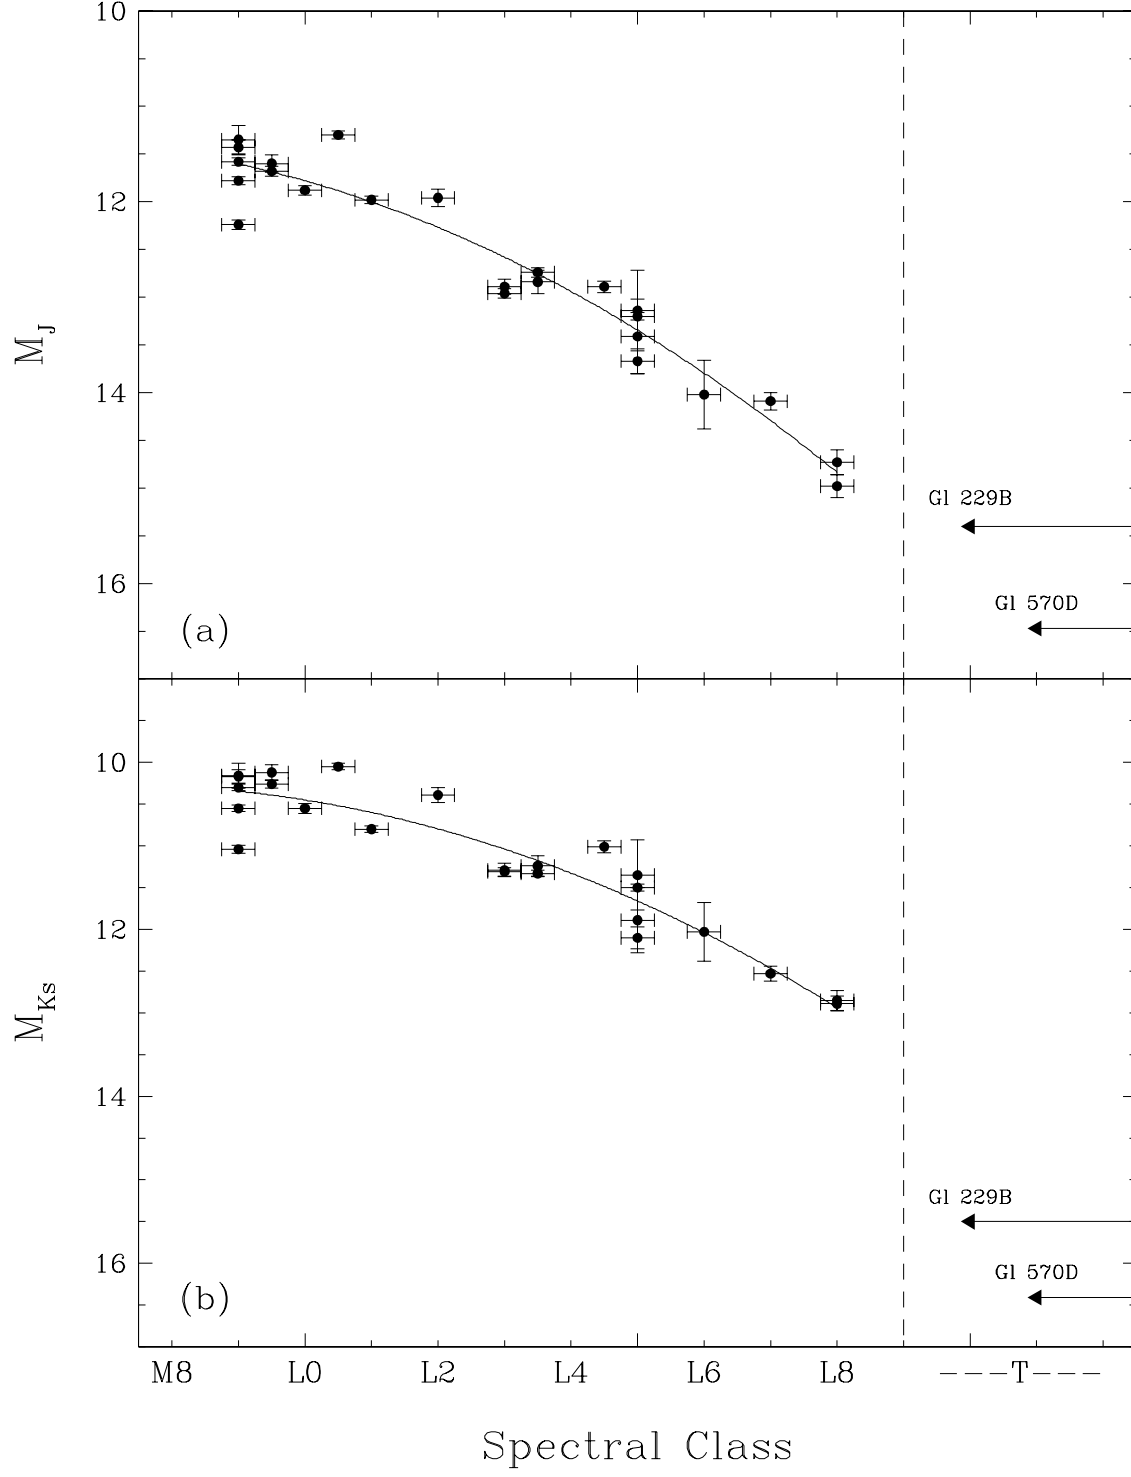 10
12
M_J
14
Gl 229B
16
Gl 570D
(a)
10
12
M_Ks
14
Gl 229B
16
Gl 570D
(b)
M8 L0 L2 L4 L6 L8 ---T---
Spectral Class